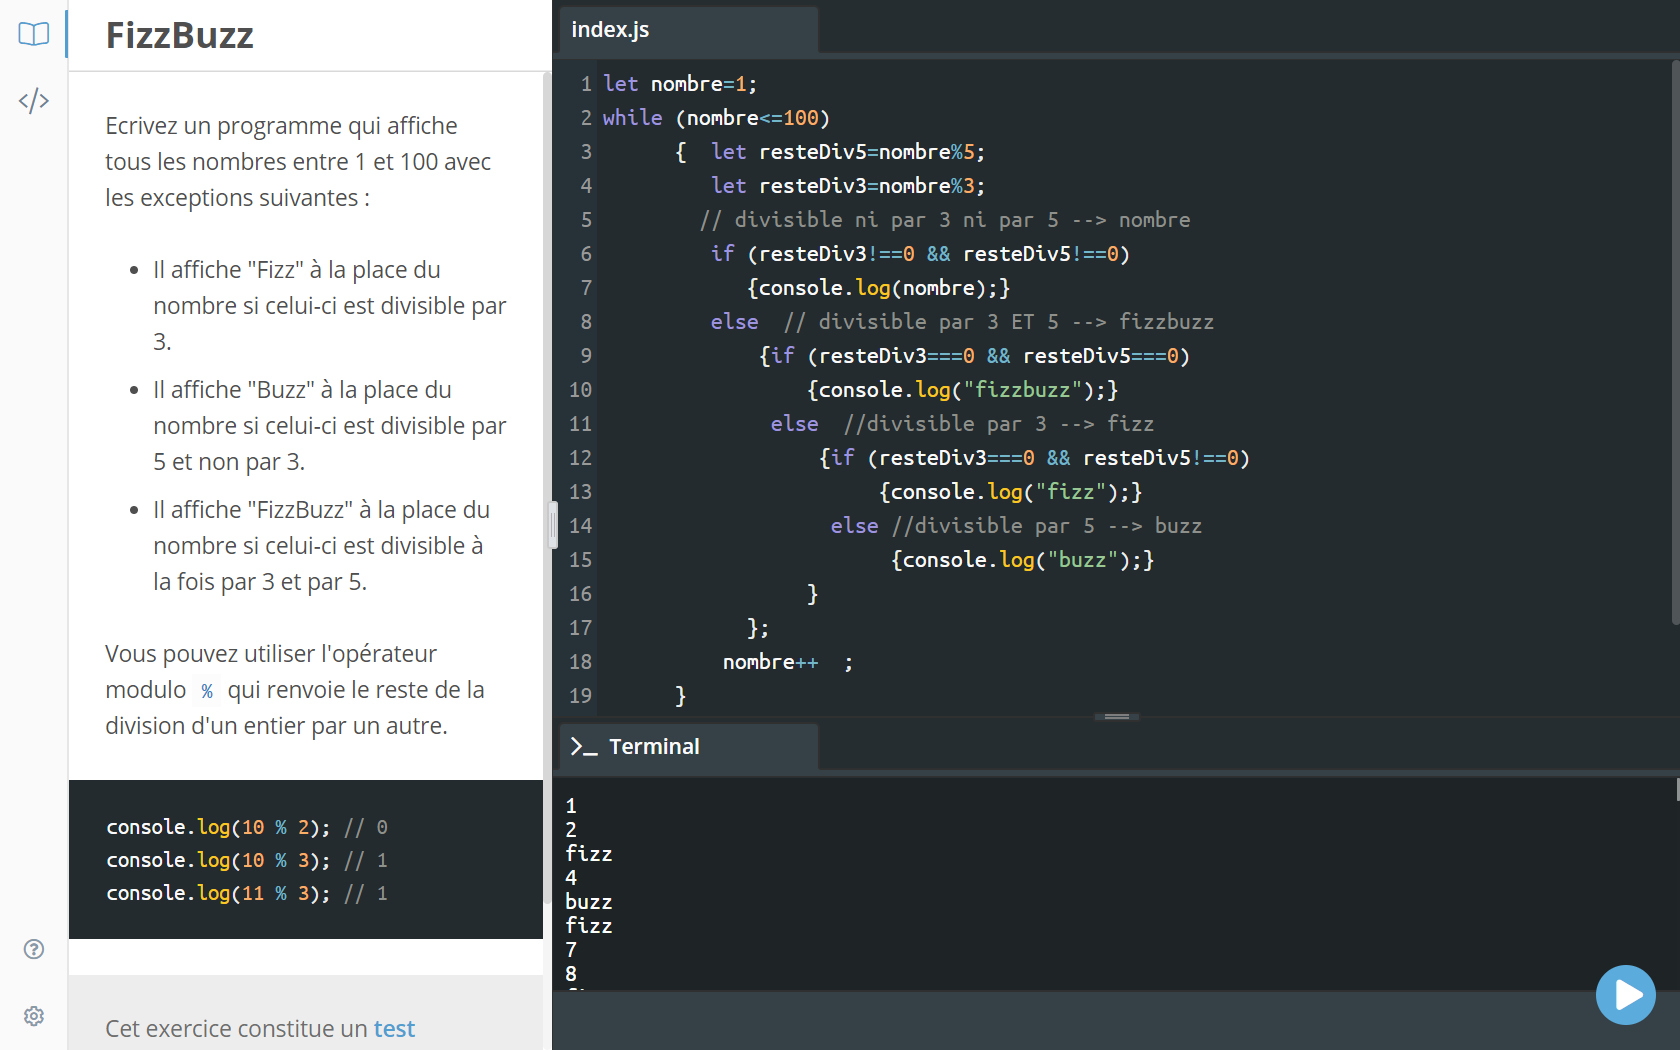 FizzBuzz
Ecrivez un programme qui affiche
tous les nombres entre 1 et 100 avec
les exceptions suivantes :
• Il affiche "Fizz" à la place du
nombre si celui-ci est divisible par
3.
• Il affiche "Buzz" à la place du
nombre si celui-ci est divisible par
5 et non par 3.
• Il affiche "FizzBuzz" à la place du
nombre si celui-ci est divisible à
la fois par 3 et par 5.
Vous pouvez utiliser l'opérateur
modulo % qui renvoie le reste de la
division d'un entier par un autre.
console.log(10 % 2); // 0
console.log(10 % 3); // 1
console.log(11 % 3); // 1
Cet exercice constitue un test
index.js
1 let nombre=1;
2 while (nombre<=100)
3 { let resteDiv5=nombre%5;
4 let resteDiv3=nombre%3;
5 // divisible ni par 3 ni par 5 --> nombre
6 if (resteDiv3!==0 && resteDiv5!==0)
7 {console.log(nombre);}
8 else // divisible par 3 ET 5 --> fizzbuzz
9 {if (resteDiv3===0 && resteDiv5===0)
10 {console.log("fizzbuzz");}
11 else //divisible par 3 --> fizz
12 {if (resteDiv3===0 && resteDiv5!==0)
13 {console.log("fizz");}
14 else //divisible par 5 --> buzz
15 {console.log("buzz");}
16 }
17 };
18 nombre++ ;
19 }
>_ Terminal
1
2
fizz
4
buzz
fizz
7
8